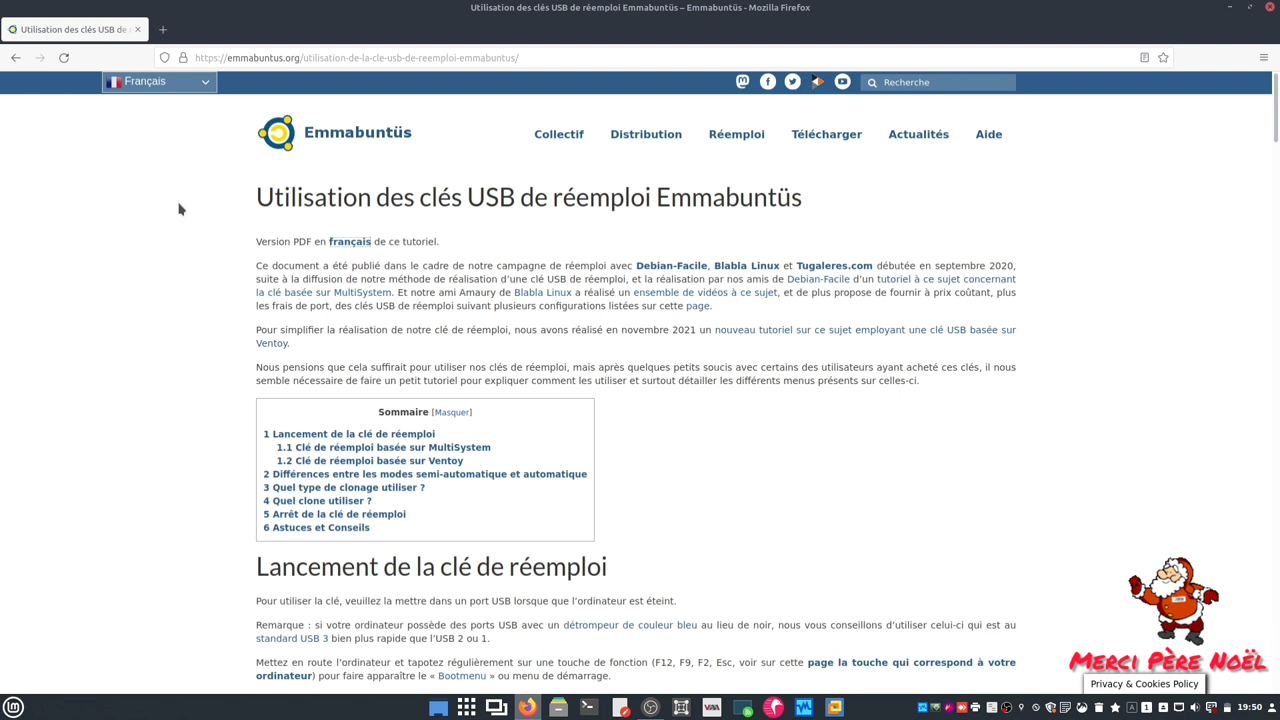 Utilisation des clés USB de réemploi Emmabuntüs – Emmabuntüs - Mozilla Firefox
Utilisation des clés USB de r
https://emmabuntus.org/utilisation-de-la-cle-usb-de-reemploi-emmabuntus/
Français
Recherche
Emmabuntüs
Collectif Distribution Réemploi Télécharger Actualités Aide
Utilisation des clés USB de réemploi Emmabuntüs
Version PDF en français de ce tutoriel.
Ce document a été publié dans le cadre de notre campagne de réemploi avec Debian-Facile, Blabla Linux et Tugaleres.com débutée en septembre 2020,
suite à la diffusion de notre méthode de réalisation d’une clé USB de réemploi, et la réalisation par nos amis de Debian-Facile d’un tutoriel à ce sujet concernant
la clé basée sur MultiSystem. Et notre ami Amaury de Blabla Linux a réalisé un ensemble de vidéos à ce sujet, et de plus propose de fournir à prix coûtant, plus
les frais de port, des clés USB de réemploi suivant plusieurs configurations listées sur cette page.
Pour simplifier la réalisation de notre clé de réemploi, nous avons réalisé en novembre 2021 un nouveau tutoriel sur ce sujet employant une clé USB basée sur
Ventoy.
Nous pensions que cela suffirait pour utiliser nos clés de réemploi, mais après quelques petits soucis avec certains des utilisateurs ayant acheté ces clés, il nous
semble nécessaire de faire un petit tutoriel pour expliquer comment les utiliser et surtout détailler les différents menus présents sur celles-ci.
Sommaire [Masquer]
1 Lancement de la clé de réemploi
1.1 Clé de réemploi basée sur MultiSystem
1.2 Clé de réemploi basée sur Ventoy
2 Différences entre les modes semi-automatique et automatique
3 Quel type de clonage utiliser ?
4 Quel clone utiliser ?
5 Arrêt de la clé de réemploi
6 Astuces et Conseils
Lancement de la clé de réemploi
Pour utiliser la clé, veuillez la mettre dans un port USB lorsque que l’ordinateur est éteint.
Remarque : si votre ordinateur possède des ports USB avec un détrompeur de couleur bleu au lieu de noir, nous vous conseillons d’utiliser celui-ci qui est au
standard USB 3 bien plus rapide que l’USB 2 ou 1.
Mettez en route l’ordinateur et tapotez régulièrement sur une touche de fonction (F12, F9, F2, Esc, voir sur cette page la touche qui correspond à votre
ordinateur) pour faire apparaître le « Bootmenu » ou menu de démarrage.
Merci Père Noël
Privacy & Cookies Policy
19:50